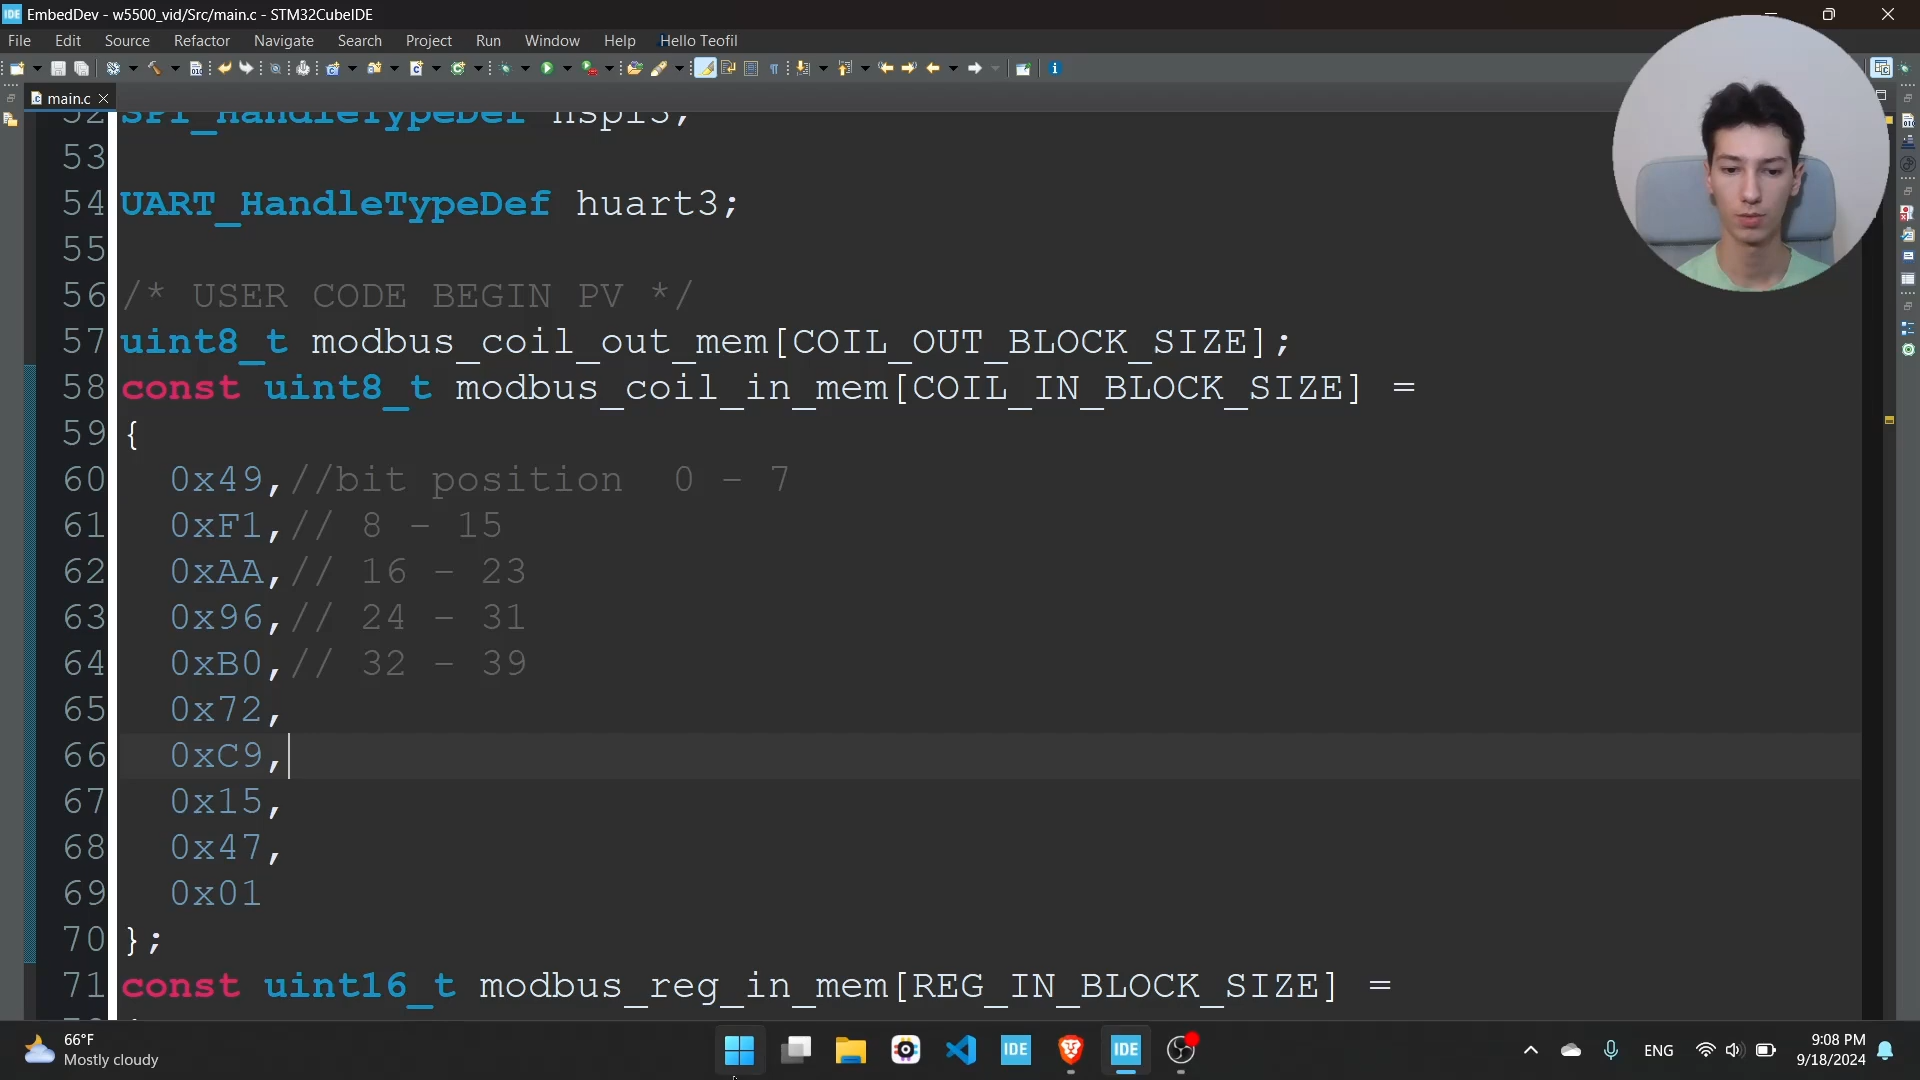 IDE EmbedDev - w5500_vid/Src/main.c - STM32CubeIDE
File Edit Source Refactor Navigate Search Project Run Window Help Hello Teofil
main.c
52 SPI_HandleTypeDef hspi3;
53
54 UART_HandleTypeDef huart3;
55
56 /* USER CODE BEGIN PV */
57 uint8_t modbus_coil_out_mem[COIL_OUT_BLOCK_SIZE];
58 const uint8_t modbus_coil_in_mem[COIL_IN_BLOCK_SIZE] =
59 {
60 0x49,//bit position  0 - 7
61 0xF1,// 8 - 15
62 0xAA,// 16 - 23
63 0x96,// 24 - 31
64 0xB0,// 32 - 39
65 0x72,
66 0xC9,
67 0x15,
68 0x47,
69 0x01
70 };
71 const uint16_t modbus_reg_in_mem[REG_IN_BLOCK_SIZE] =
66°F
Mostly cloudy
IDE
IDE
ENG
9:08 PM
9/18/2024